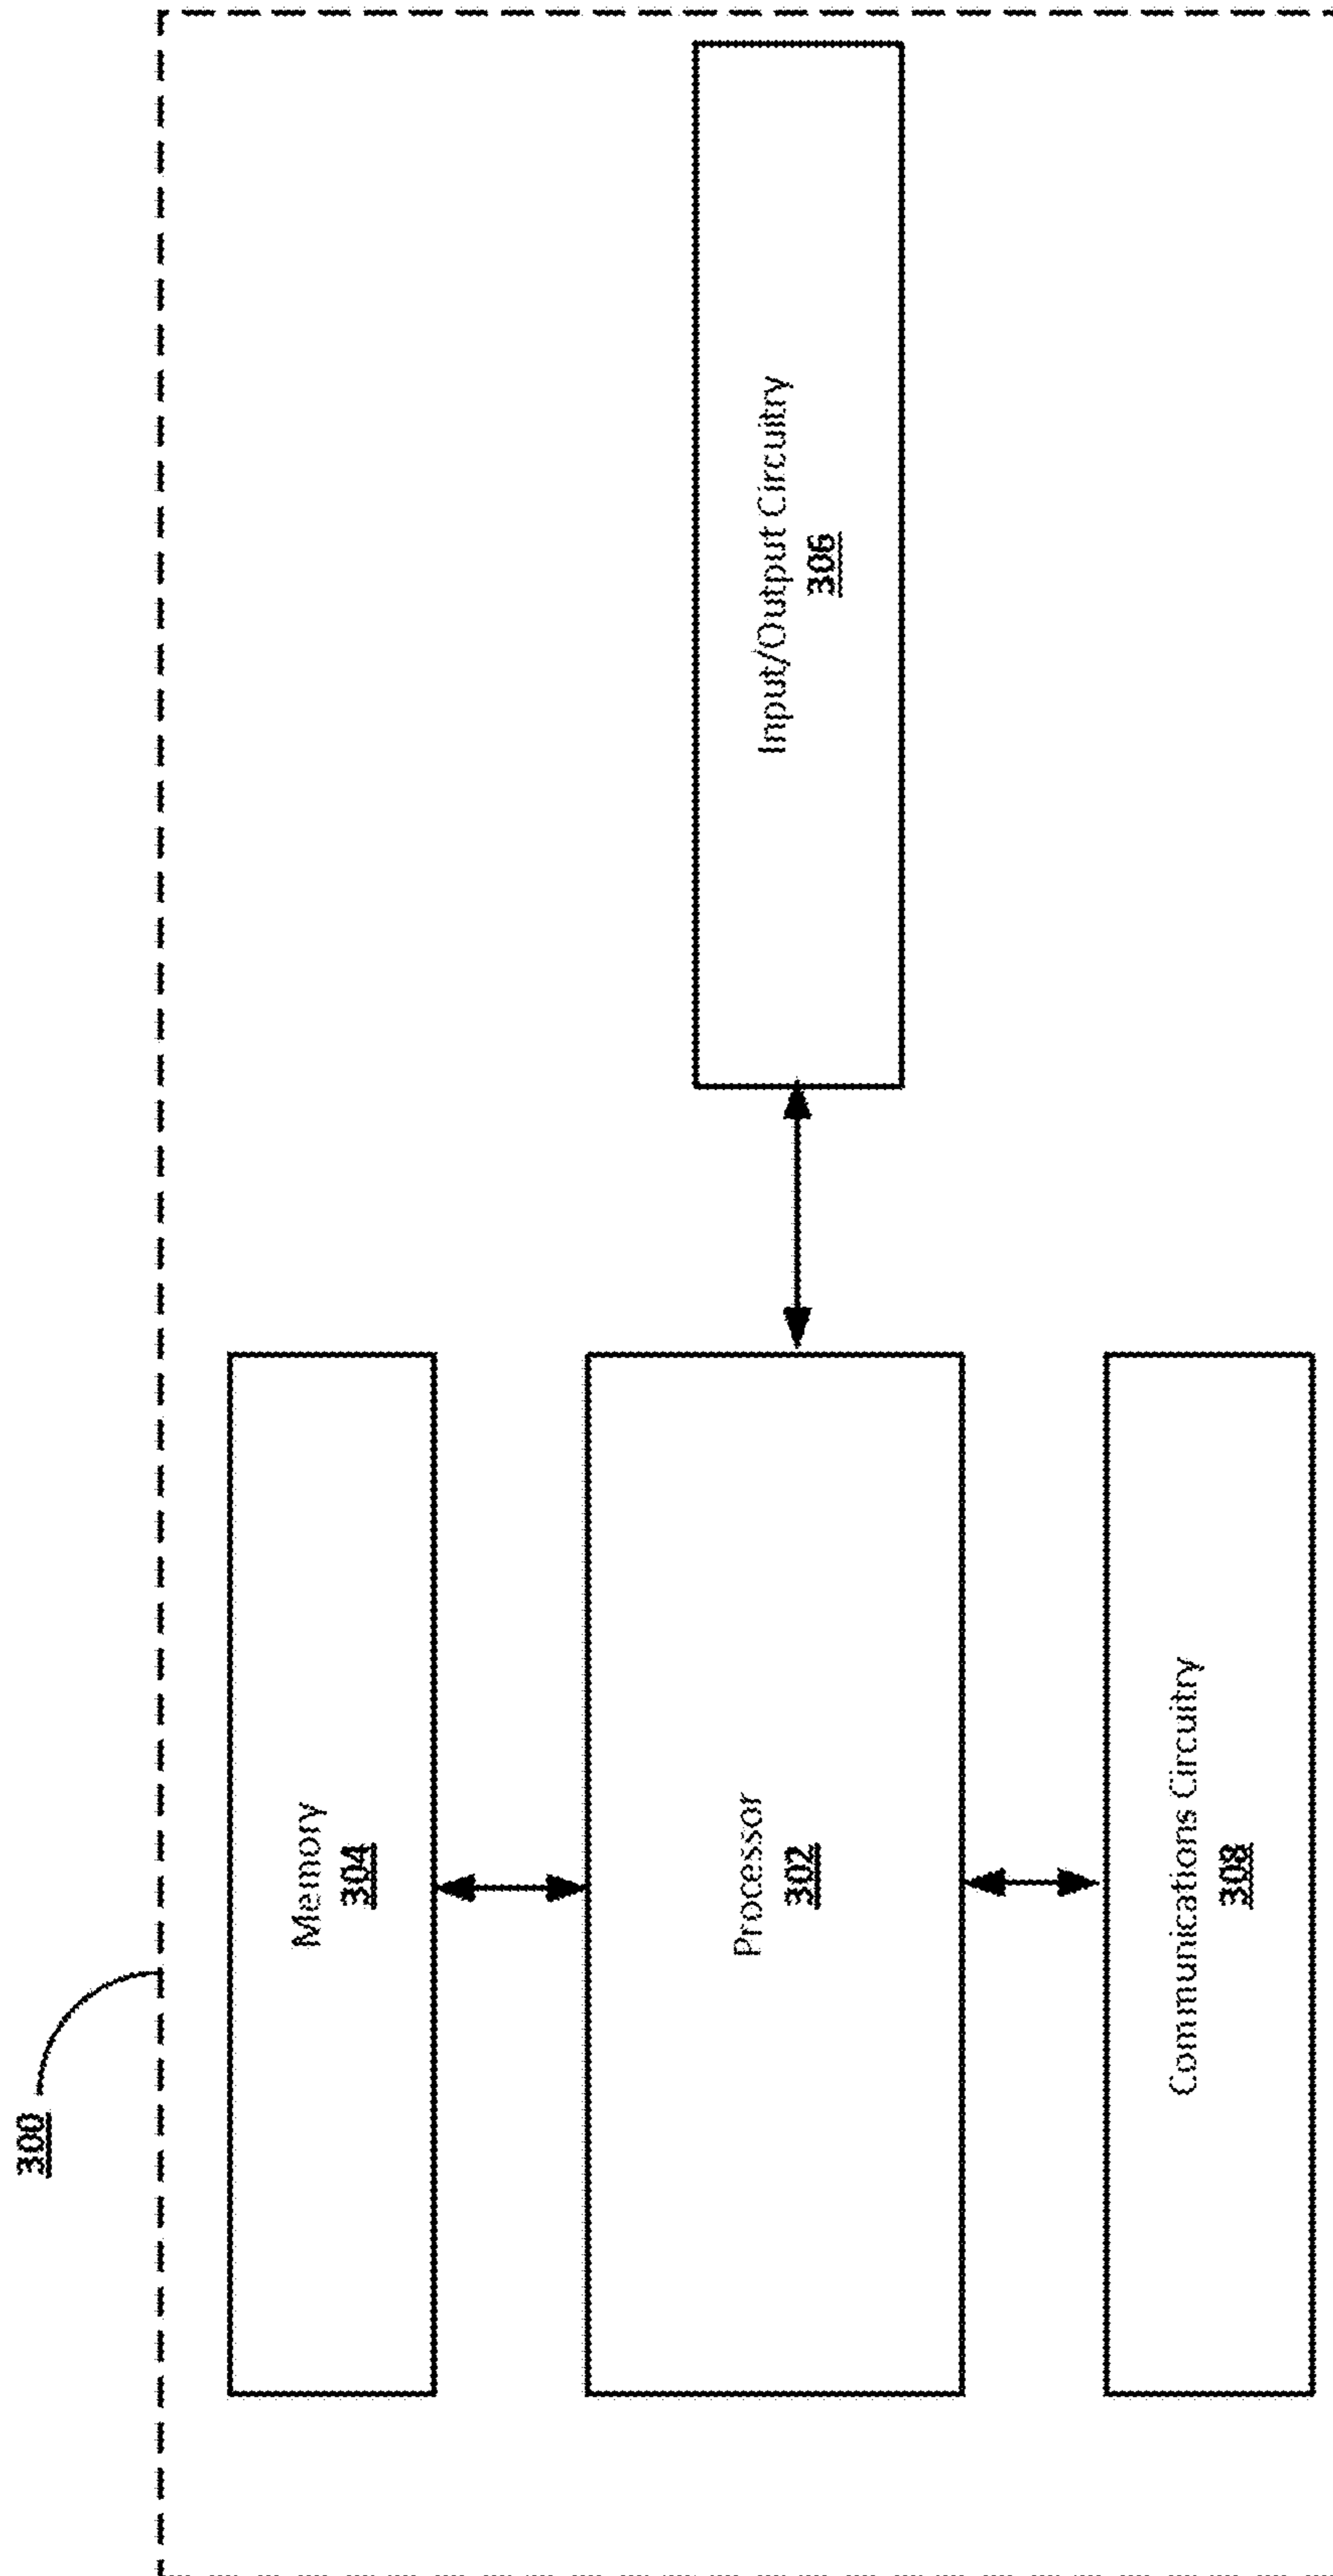 300
Memory
304
Processor
302
Input/Output Circuitry
306
Communications Circuitry
308